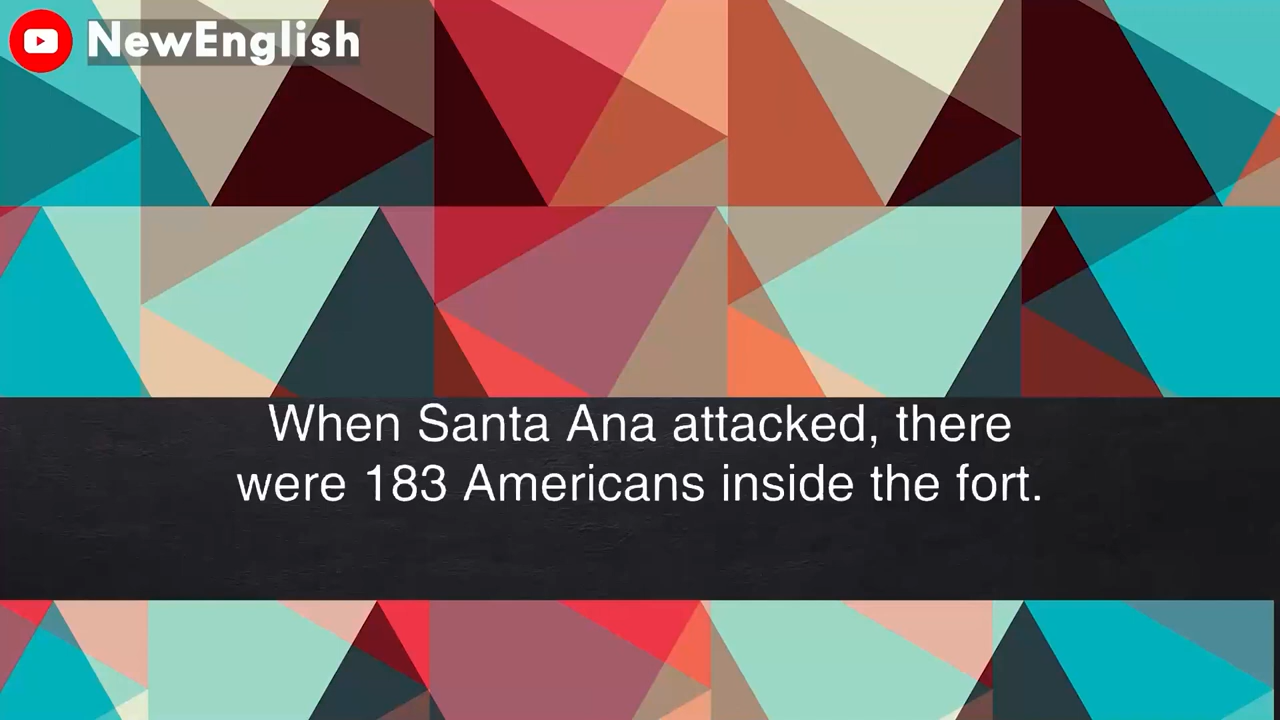 NewEnglish
When Santa Ana attacked, there
were 183 Americans inside the fort.